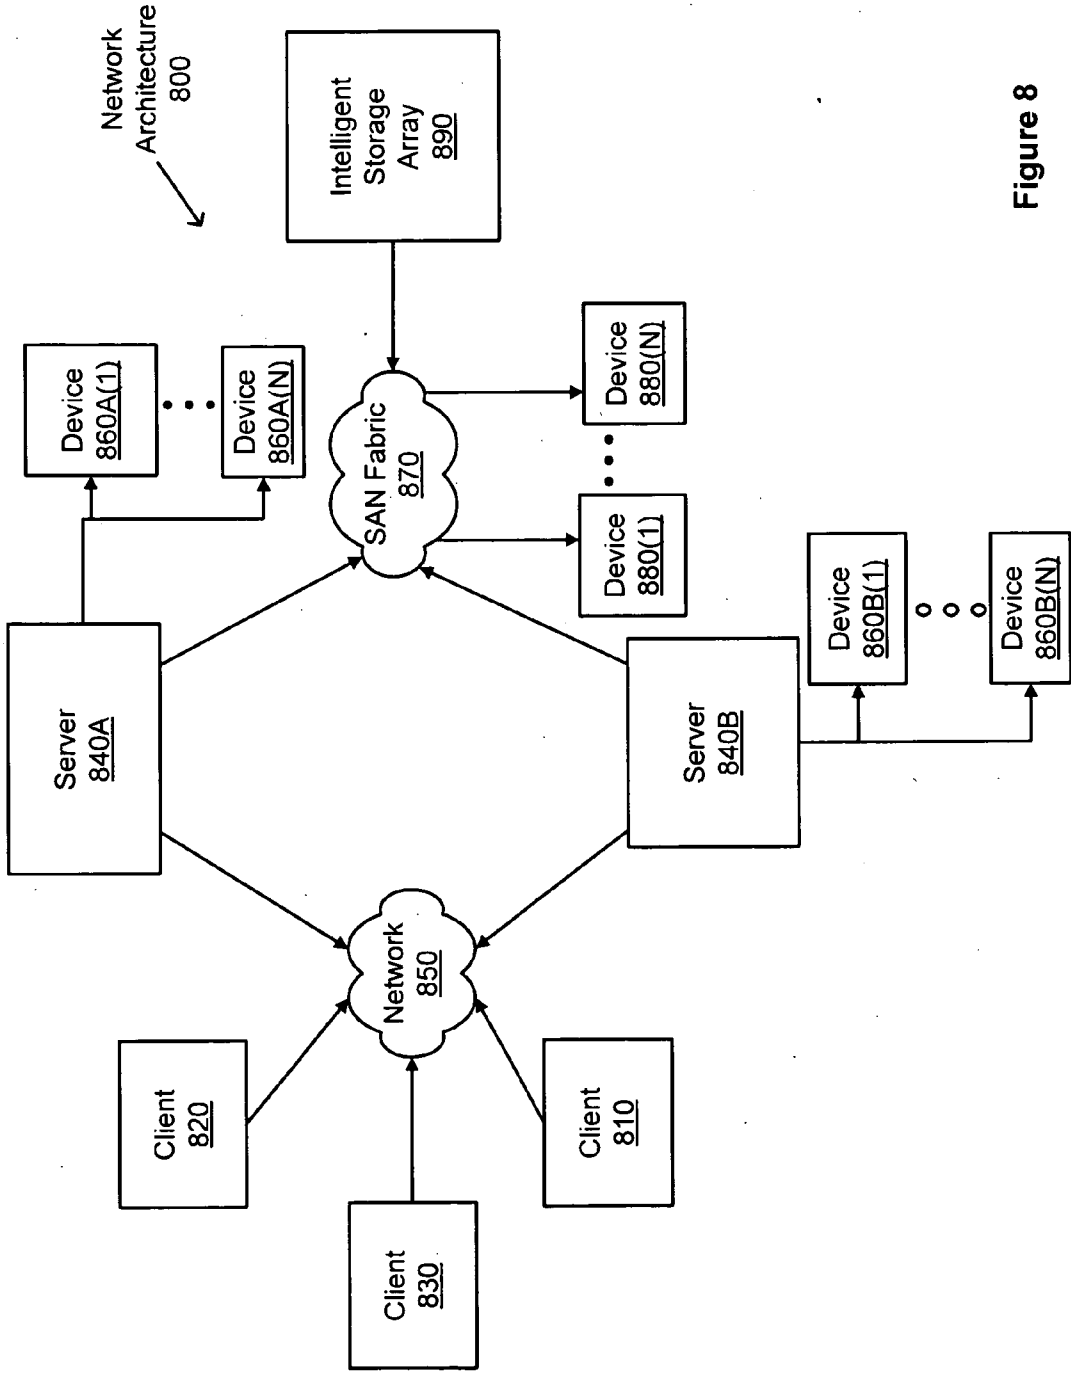 Network
Architecture
800
Client
820
Client
830
Client
810
Network
850
Server
840A
Server
840B
Device
860A(1)
Device
860A(N)
SAN Fabric
870
Intelligent
Storage
Array
890
Device
880(1)
Device
880(N)
Device
860B(1)
Device
860B(N)
Figure 8